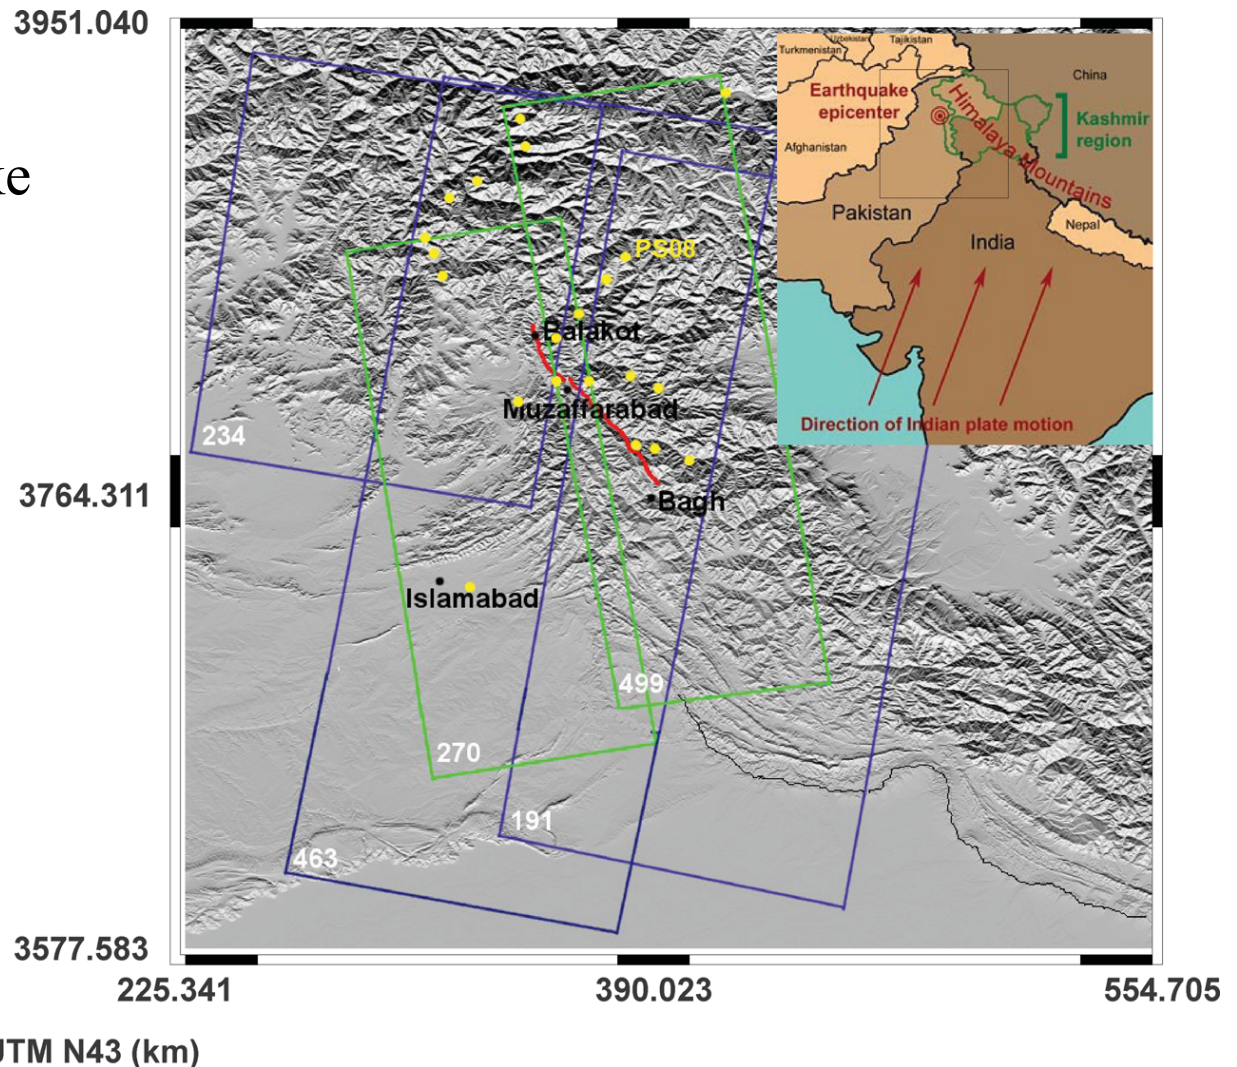 3951.040
Uzbekistan
Tajikistan
Turkmenistan
China
Earthquake
epicenter
Himalaya Mountains
Kashmir
region
Afghanistan
ke
Pakistan
Nepal
India
PS08
Balakot
Muzaffarabad
Direction of Indian plate motion
234
3764.311
Bagh
Islamabad
499
270
191
463
3577.583
225.341
390.023
554.705
UTM N43 (km)